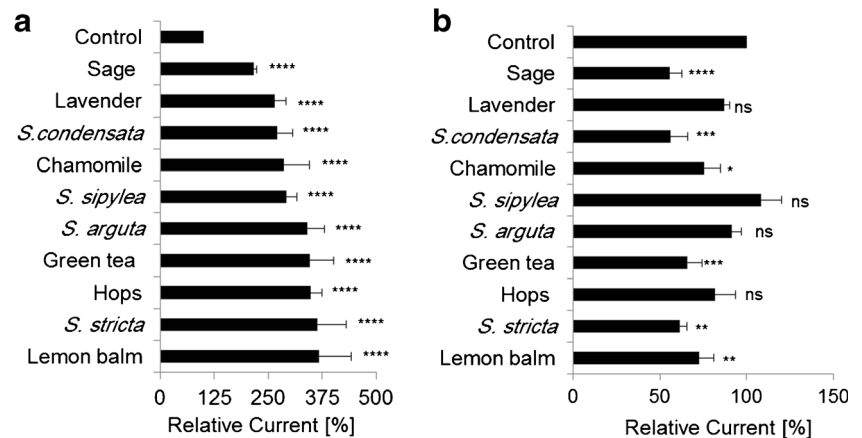 a
Control
Sage ****
Lavender ****
S.condensata ****
Chamomile ****
S. sipylea ****
S. arguta ****
Green tea ****
Hops ****
S. stricta ****
Lemon balm ****
0 125 250 375 500
Relative Current [%]
b
Control
Sage ****
Lavender ns
S.condensata ***
Chamomile *
S. sipylea ns
S. arguta ns
Green tea ***
Hops ns
S. stricta **
Lemon balm **
0 50 100 150
Relative Current [%]